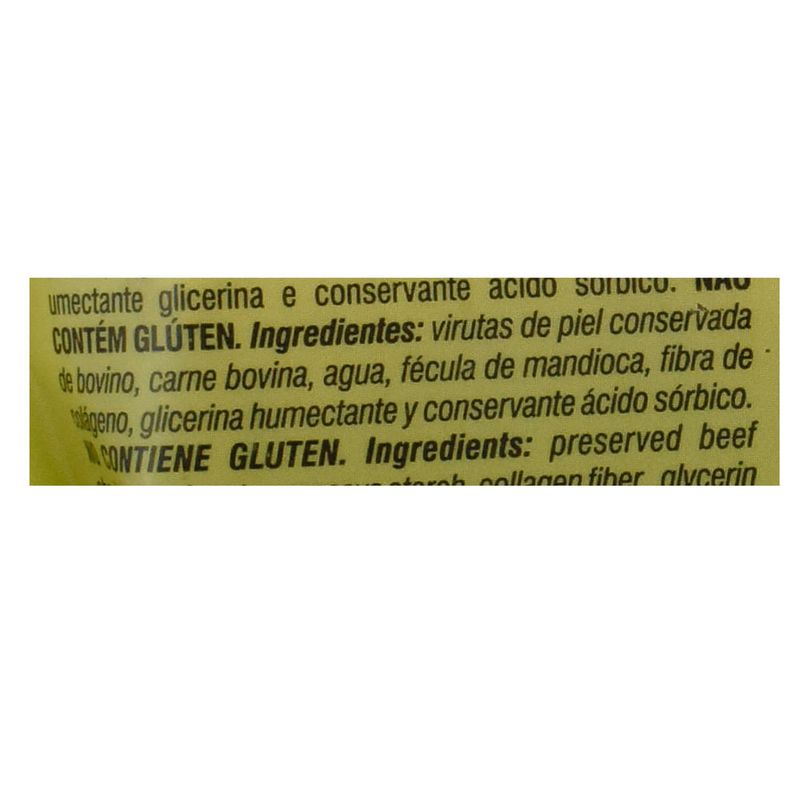 umectante glicerina e conservante ácido sórbico. NÃO
CONTÉM GLÚTEN. Ingredientes: virutas de piel conservada
de bovino, carne bovina, agua, fécula de mandioca, fibra de
colágeno, glicerina humectante y conservante ácido sórbico.
NO CONTIENE GLUTEN. Ingredients: preserved beef
starch, collagen fiber, glycerin